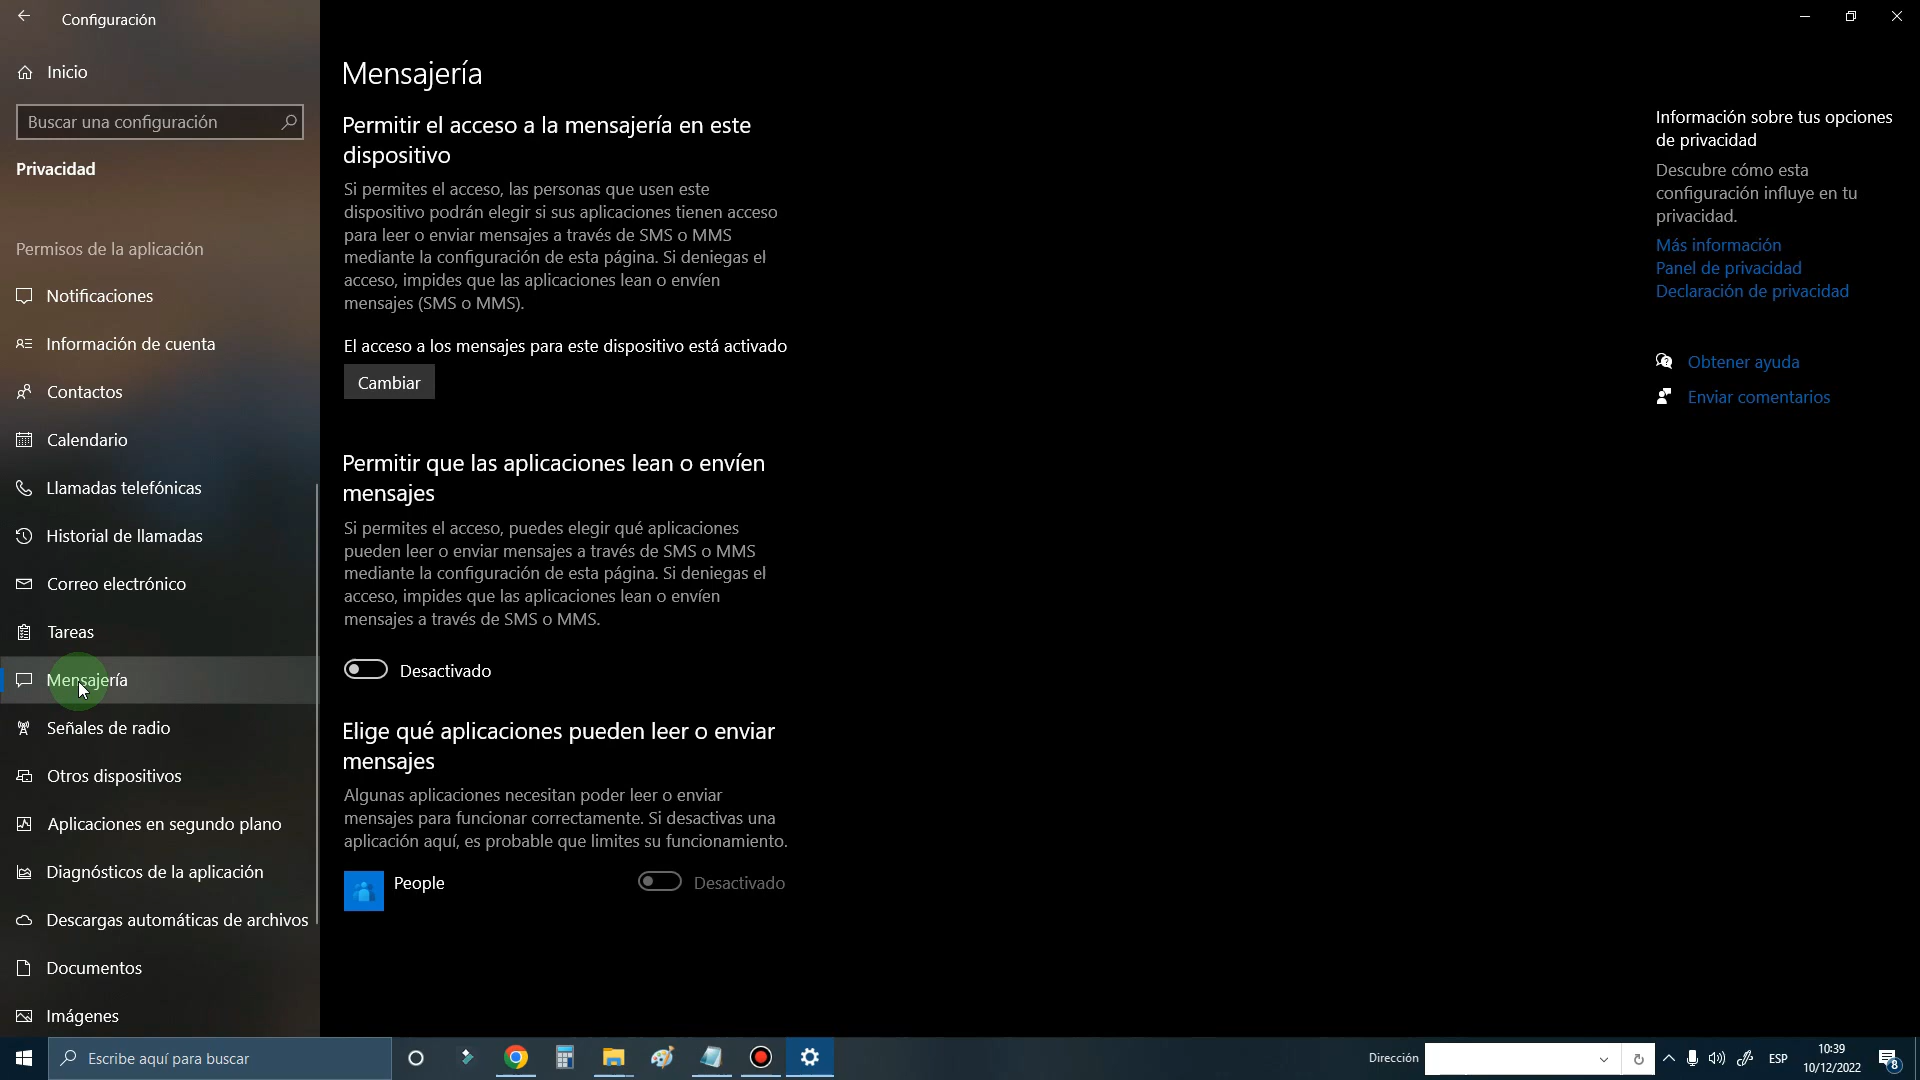 Configuración
Inicio
Buscar una configuración
Privacidad
Permisos de la aplicación
Notificaciones
Información de cuenta
Contactos
Calendario
Llamadas telefónicas
Historial de llamadas
Correo electrónico
Tareas
Mensajería
Señales de radio
Otros dispositivos
Aplicaciones en segundo plano
Diagnósticos de la aplicación
Descargas automáticas de archivos
Documentos
Imágenes
Mensajería
Permitir el acceso a la mensajería en este
dispositivo
Si permites el acceso, las personas que usen este
dispositivo podrán elegir si sus aplicaciones tienen acceso
para leer o enviar mensajes a través de SMS o MMS
mediante la configuración de esta página. Si deniegas el
acceso, impides que las aplicaciones lean o envíen
mensajes (SMS o MMS).
El acceso a los mensajes para este dispositivo está activado
Cambiar
Permitir que las aplicaciones lean o envíen
mensajes
Si permites el acceso, puedes elegir qué aplicaciones
pueden leer o enviar mensajes a través de SMS o MMS
mediante la configuración de esta página. Si deniegas el
acceso, impides que las aplicaciones lean o envíen
mensajes a través de SMS o MMS.
Desactivado
Elige qué aplicaciones pueden leer o enviar
mensajes
Algunas aplicaciones necesitan poder leer o enviar
mensajes para funcionar correctamente. Si desactivas una
aplicación aquí, es probable que limites su funcionamiento.
People
Desactivado
Información sobre tus opciones
de privacidad
Descubre cómo esta
configuración influye en tu
privacidad.
Más información
Panel de privacidad
Declaración de privacidad
Obtener ayuda
Enviar comentarios
Escribe aquí para buscar
Dirección
ESP
10:39
10/12/2022
8